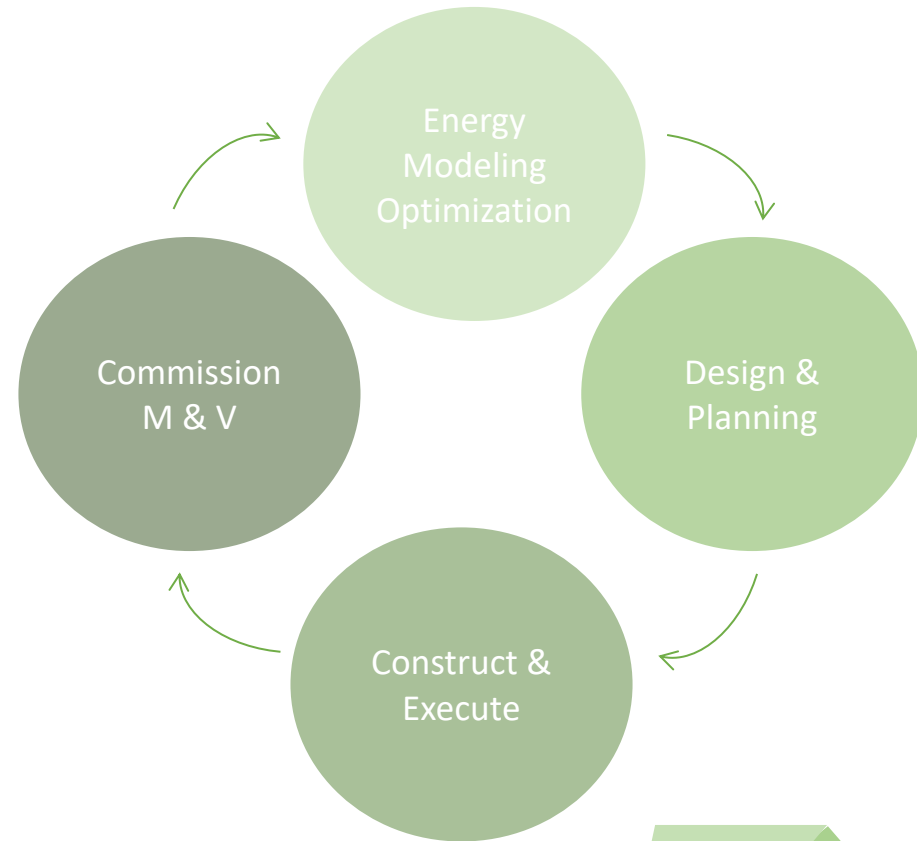 Energy
Modeling
Optimization
Design &
Planning
Construct &
Execute
Commission
M & V